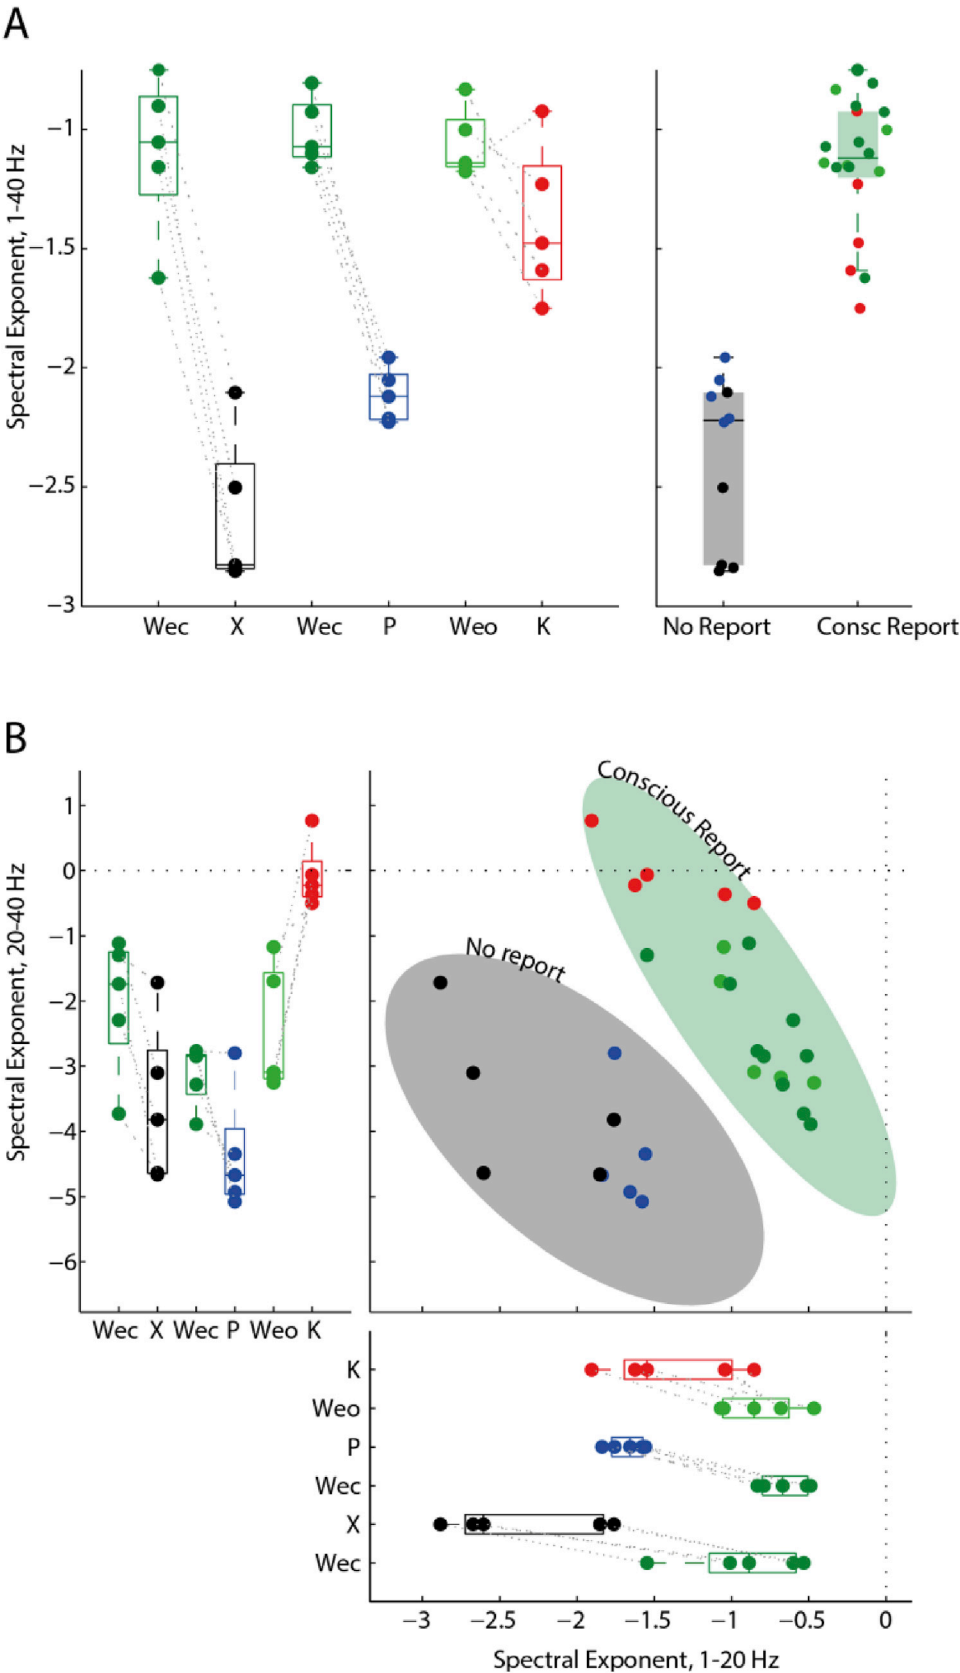 A
Spectral Exponent, 1-40 Hz
−1
−1.5
−2
−2.5
−3
Wec X Wec P Weo K
No Report Consc Report
B
Spectral Exponent, 20-40 Hz
1
0
−1
−2
−3
−4
−5
−6
Wec X Wec P Weo K
Conscious Report
No report
K
Weo
P
Wec
X
Wec
−3 −2.5 −2 −1.5 −1 −0.5 0
Spectral Exponent, 1-20 Hz